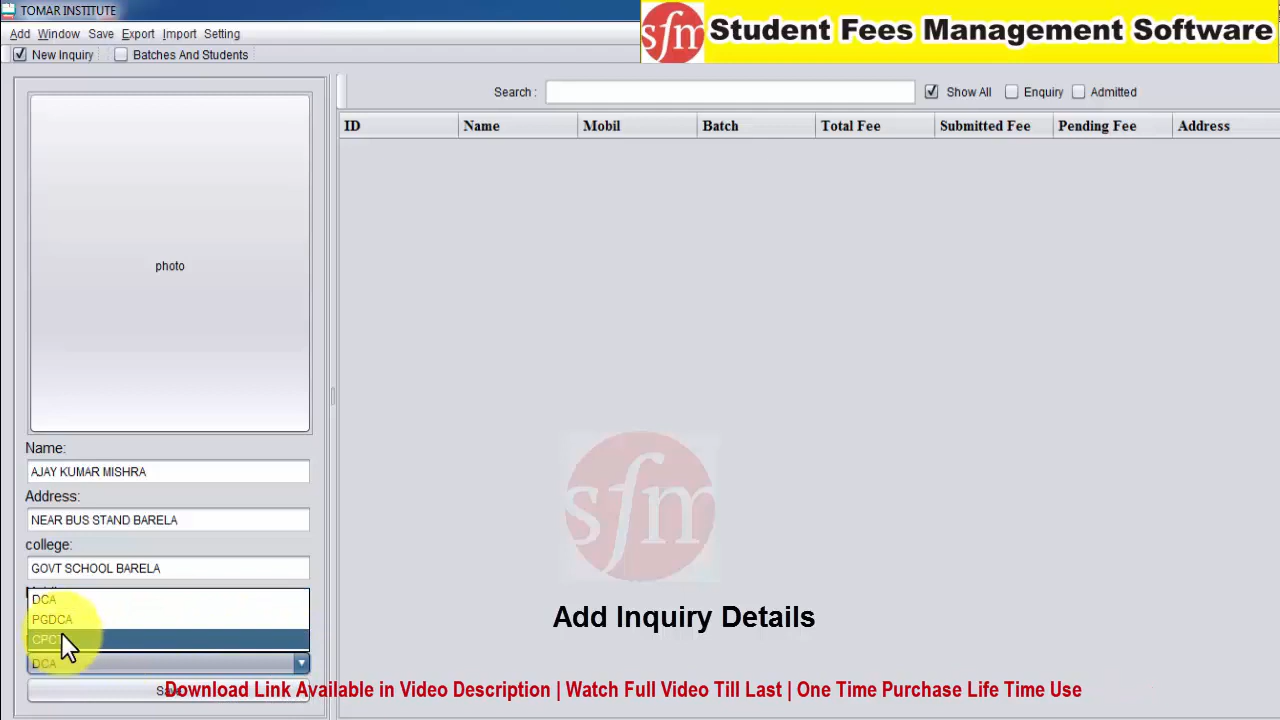 TOMAR INSTITUTE
sfm Student Fees Management Software
Add Window Save Export Import Setting
New Inquiry Batches And Students
Search : Show All Enquiry Admitted
ID Name Mobil Batch Total Fee Submitted Fee Pending Fee Address
photo
Name:
AJAY KUMAR MISHRA
Address:
NEAR BUS STAND BARELA
college:
GOVT SCHOOL BARELA
DCA
PGDCA
DCA
sfm
Add Inquiry Details
Download Link Available in Video Description | Watch Full Video Till Last | One Time Purchase Life Time Use